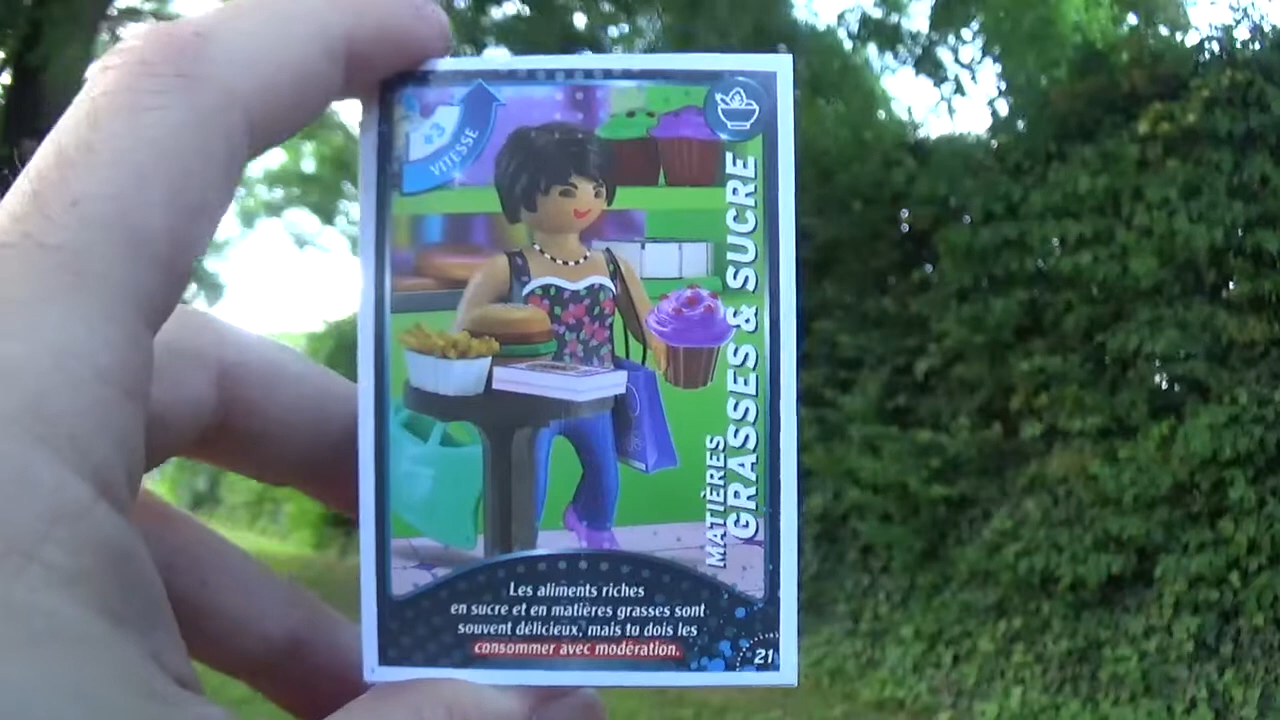 +3
VITESSE
MATIÈRES
GRASSES & SUCRE
Les aliments riches
en sucre et en matières grasses sont
souvent délicieux, mais tu dois les
consommer avec modération.
21